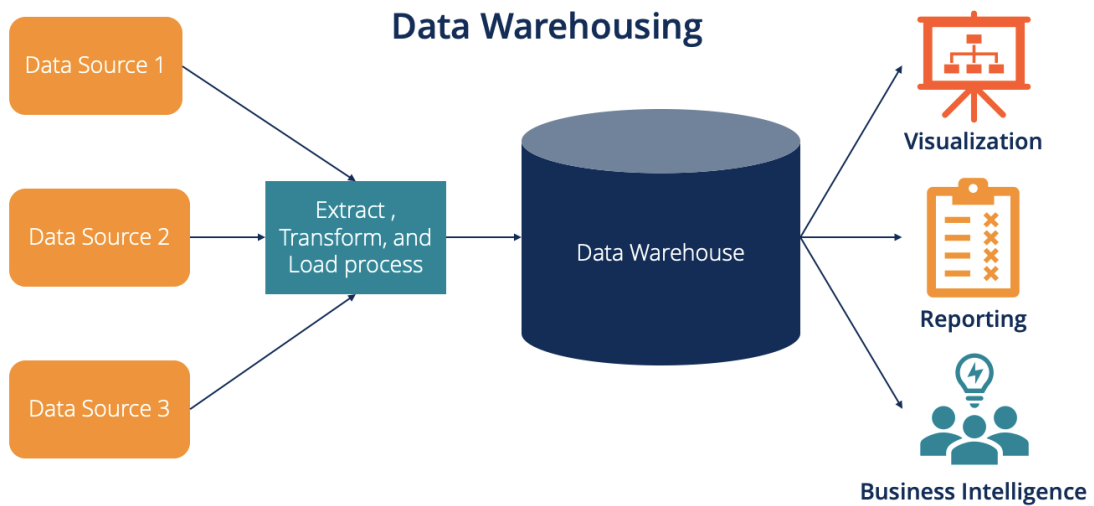 Data Warehousing
Data Source 1
Data Source 2
Data Source 3
Extract ,
Transform, and
Load process
Data Warehouse
Visualization
Reporting
Business Intelligence